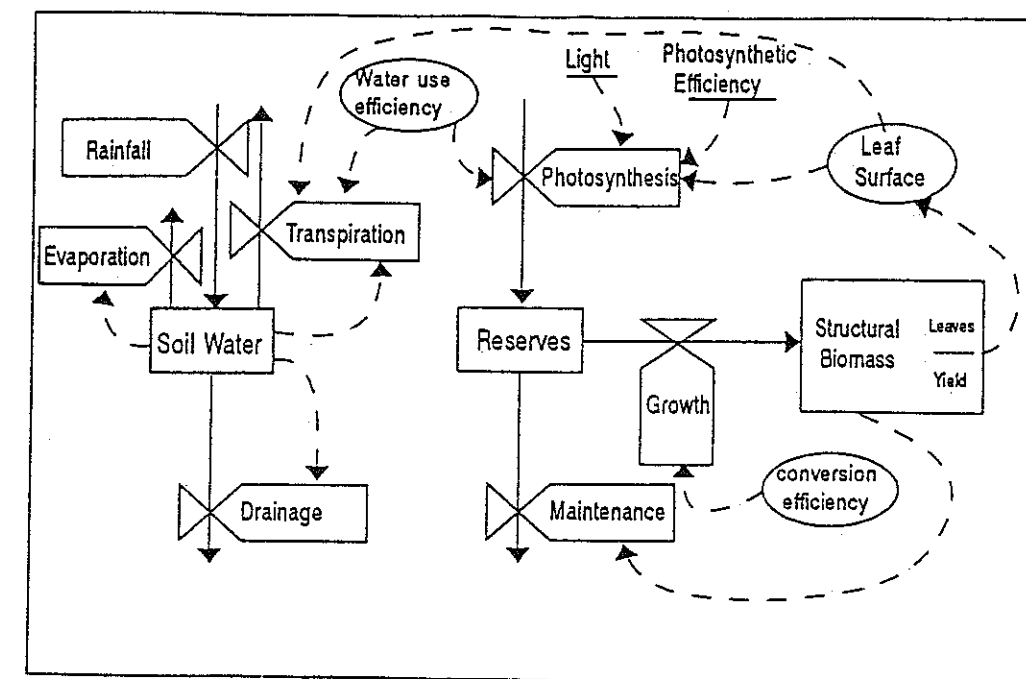 Light
Photosynthetic
Efficiency
Water use
efficiency
Rainfall
Leaf
Surface
Photosynthesis
Transpiration
Evaporation
Soil Water
Reserves
Structural
Biomass
Leaves
Yield
Growth
conversion
efficiency
Drainage
Maintenance